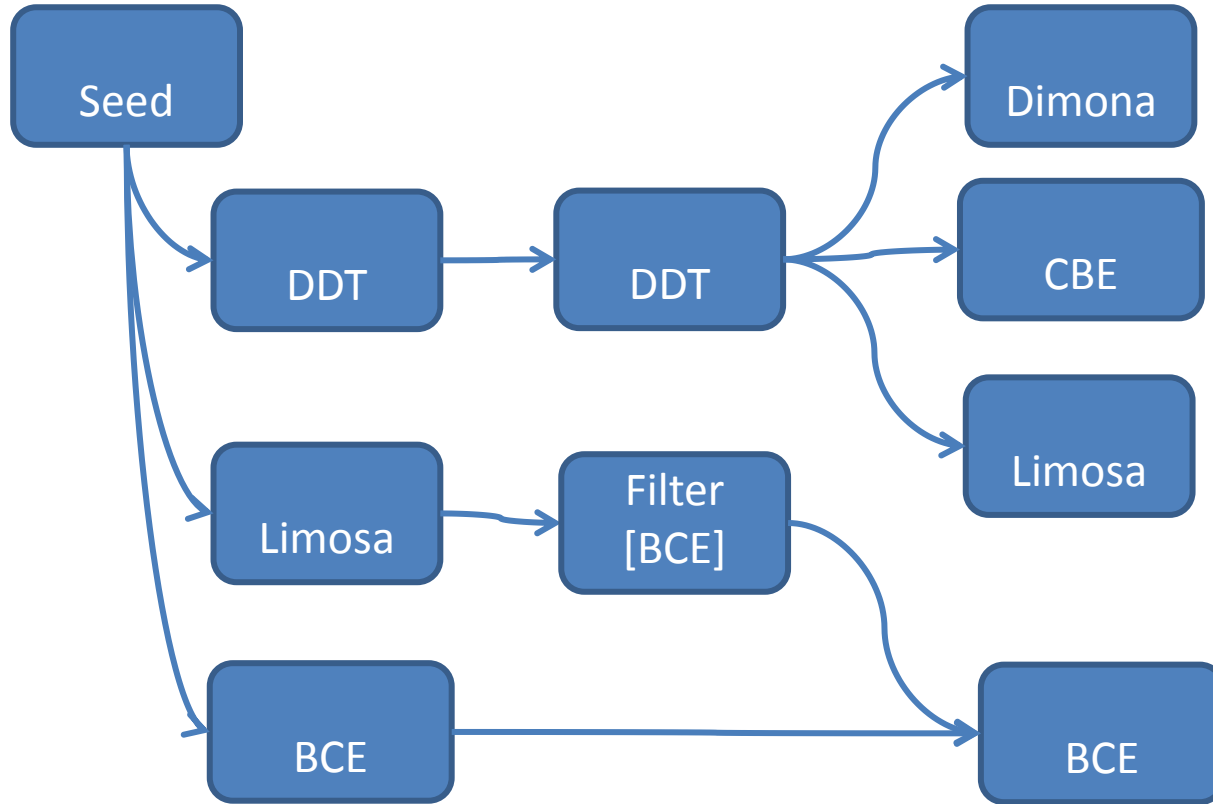 Seed
Dimona
DDT
DDT
CBE
Limosa
Limosa
Filter
[BCE]
BCE
BCE